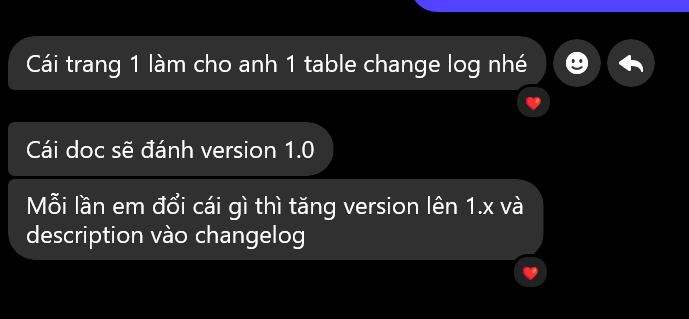 Cái trang 1 làm cho anh 1 table change log nhé
Cái doc sẽ đánh version 1.0
Mỗi lần em đổi cái gì thì tăng version lên 1.x và
description vào changelog